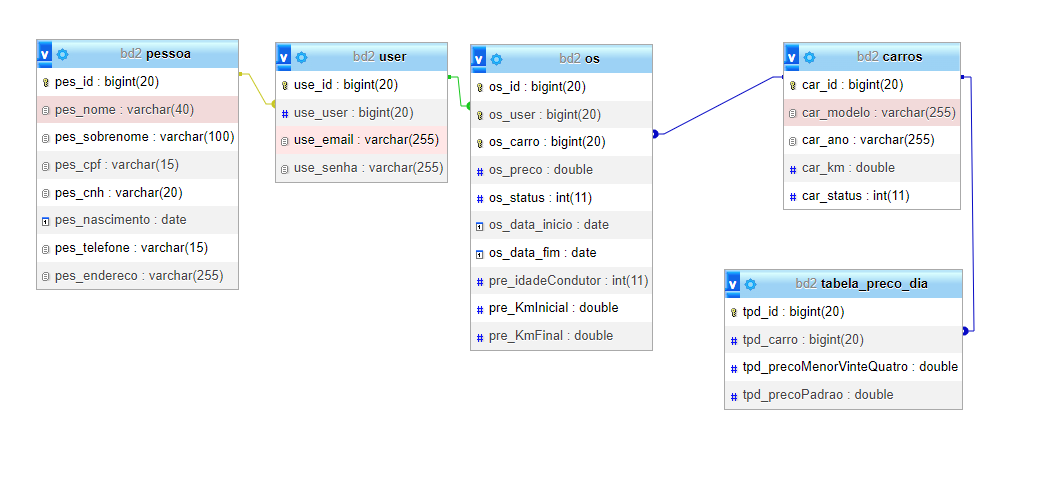 v bd2 pessoa
pes_id : bigint(20)
pes_nome : varchar(40)
pes_sobrenome : varchar(100)
pes_cpf : varchar(15)
pes_cnh : varchar(20)
pes_nascimento : date
pes_telefone : varchar(15)
pes_endereco : varchar(255)
v bd2 user
use_id : bigint(20)
# use_user : bigint(20)
use_email : varchar(255)
use_senha : varchar(255)
v bd2 os
os_id : bigint(20)
os_user : bigint(20)
os_carro : bigint(20)
# os_preco : double
# os_status : int(11)
os_data_inicio : date
os_data_fim : date
# pre_idadeCondutor : int(11)
# pre_KmInicial : double
# pre_KmFinal : double
v bd2 carros
car_id : bigint(20)
car_modelo : varchar(255)
car_ano : varchar(255)
# car_km : double
# car_status : int(11)
v bd2 tabela_preco_dia
tpd_id : bigint(20)
# tpd_carro : bigint(20)
# tpd_precoMenorVinteQuatro : double
# tpd_precoPadrao : double